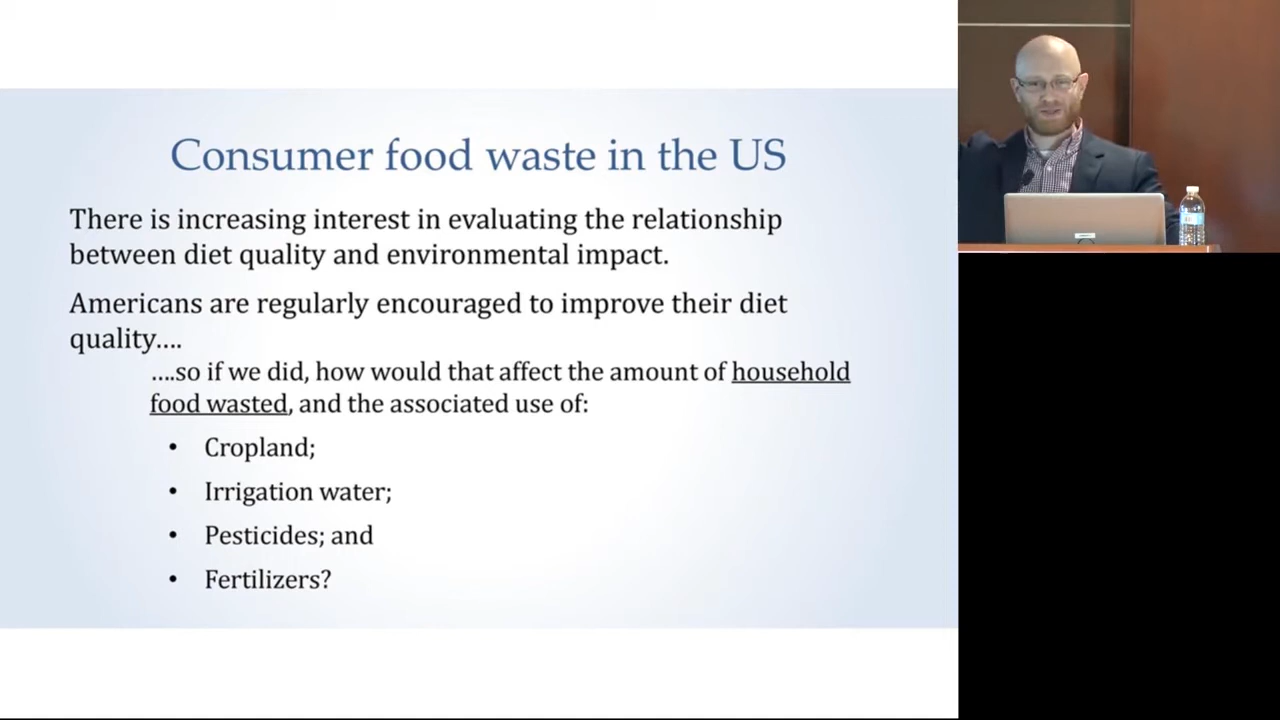 Consumer food waste in the US
There is increasing interest in evaluating the relationship
between diet quality and environmental impact.
Americans are regularly encouraged to improve their diet
quality….
….so if we did, how would that affect the amount of household
food wasted, and the associated use of:
• Cropland;
• Irrigation water;
• Pesticides; and
• Fertilizers?